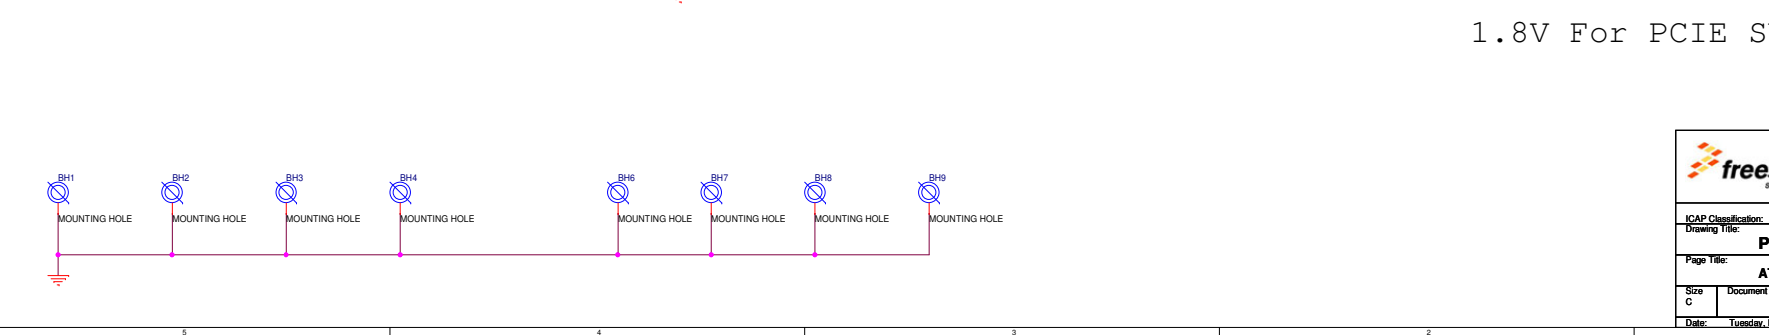 1.8V For PCIE
BH1 BH2 BH3 BH4 BH6 BH7 BH8 BH9
MOUNTING HOLE MOUNTING HOLE MOUNTING HOLE MOUNTING HOLE MOUNTING HOLE MOUNTING HOLE MOUNTING HOLE MOUNTING HOLE
ICAP Classification:
Drawing Title:
P
Page Title:
Size Document
C
Date: Tuesday,
5 4 3 2